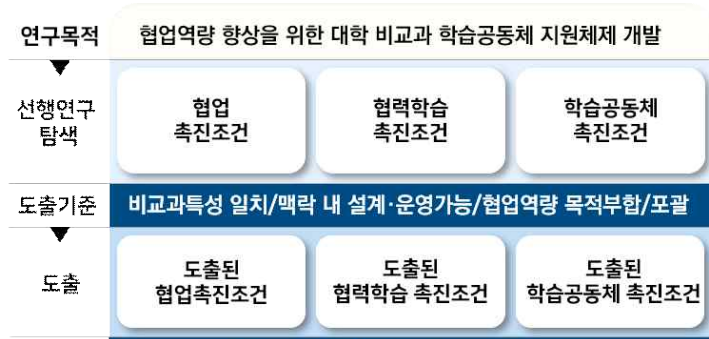 연구목적
협업역량 향상을 위한 대학 비교과 학습공동체 지원체제 개발
선행연구
탐색
협업
촉진조건
협력학습
촉진조건
학습공동체
촉진조건
도출기준
비교과특성 일치/맥락 내 설계·운영가능/협업역량 목적부합/포괄
도출
도출된
협업촉진조건
도출된
협력학습 촉진조건
도출된
학습공동체 촉진조건